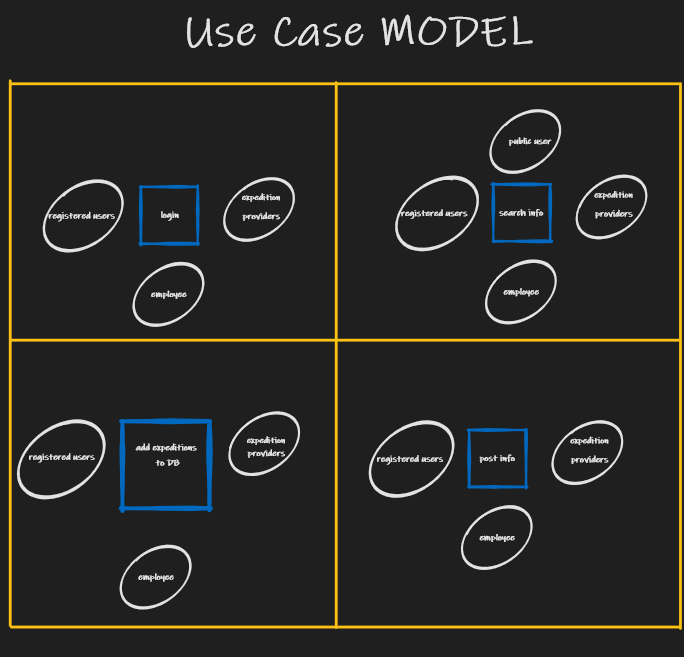 Use Case MODEL
registered users
login
expedition
providers
employee
public user
registered users
search info
expedition
providers
employee
registered users
add expeditions
to DB
expedition
providers
employee
registered users
post info
expedition
providers
employee